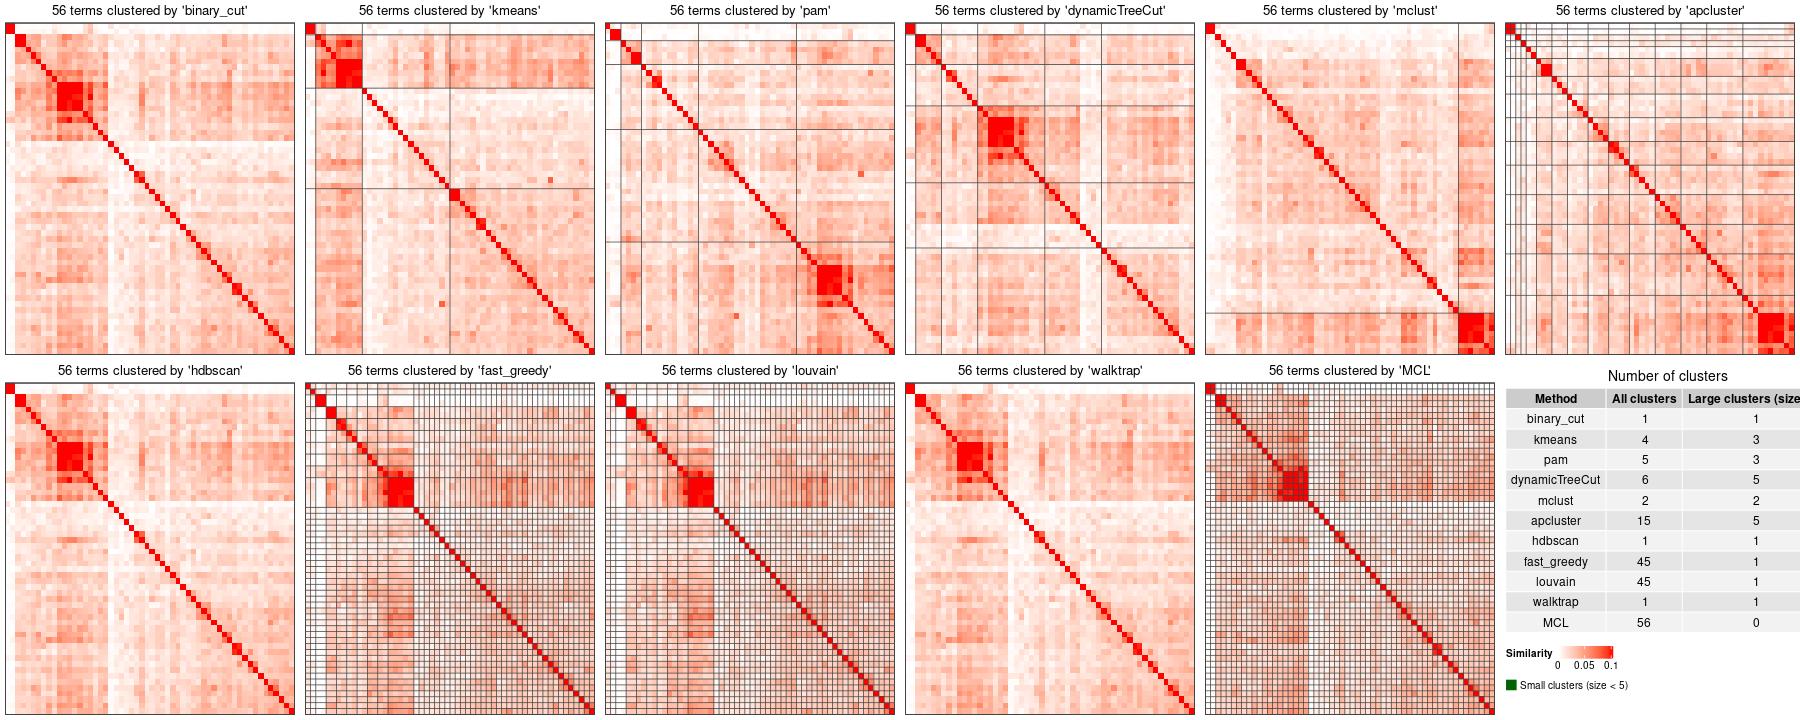 56 terms clustered by 'binary_cut'
56 terms clustered by 'kmeans'
56 terms clustered by 'pam'
56 terms clustered by 'dynamicTreeCut'
56 terms clustered by 'mclust'
56 terms clustered by 'apcluster'
56 terms clustered by 'hdbscan'
56 terms clustered by 'fast_greedy'
56 terms clustered by 'louvain'
56 terms clustered by 'walktrap'
56 terms clustered by 'MCL'
Number of clusters
Method All clusters Large clusters (size
binary_cut 1 1
kmeans 4 3
pam 5 3
dynamicTreeCut 6 5
mclust 2 2
apcluster 15 5
hdbscan 1 1
fast_greedy 45 1
louvain 45 1
walktrap 1 1
MCL 56 0
Similarity
0 0.05 0.1
Small clusters (size < 5)